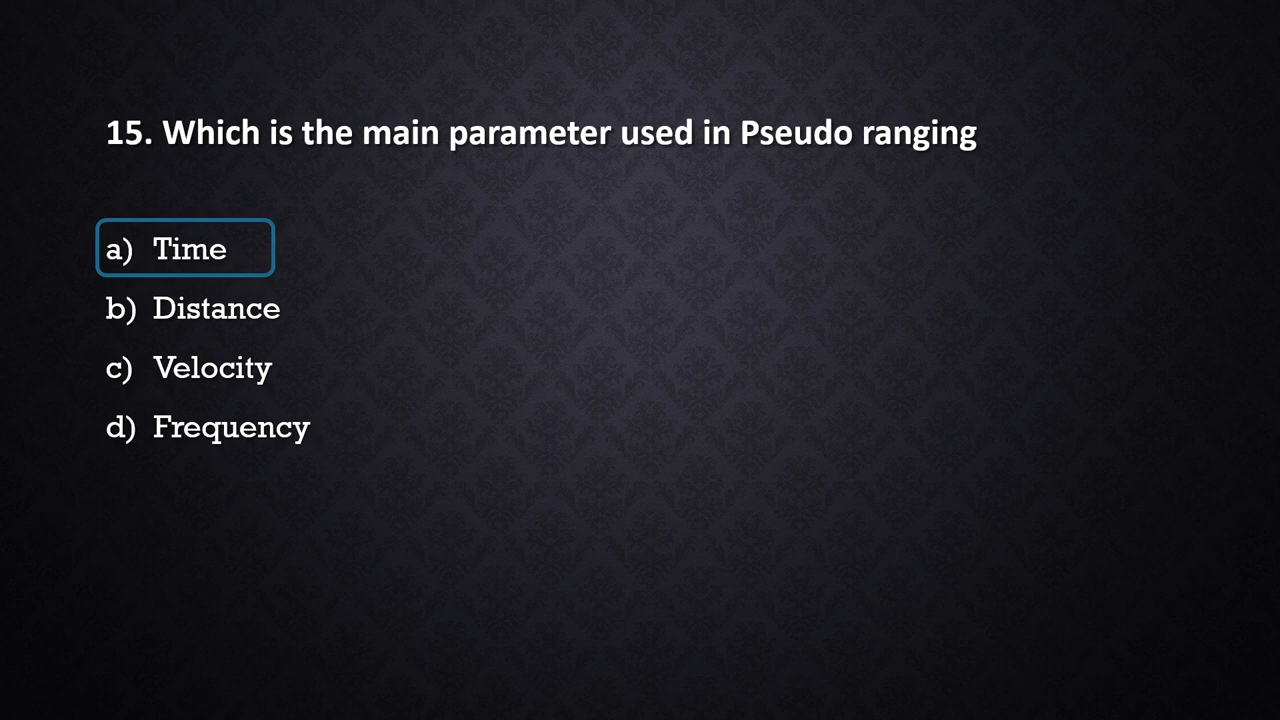 15. Which is the main parameter used in Pseudo ranging
a) Time
b) Distance
c) Velocity
d) Frequency